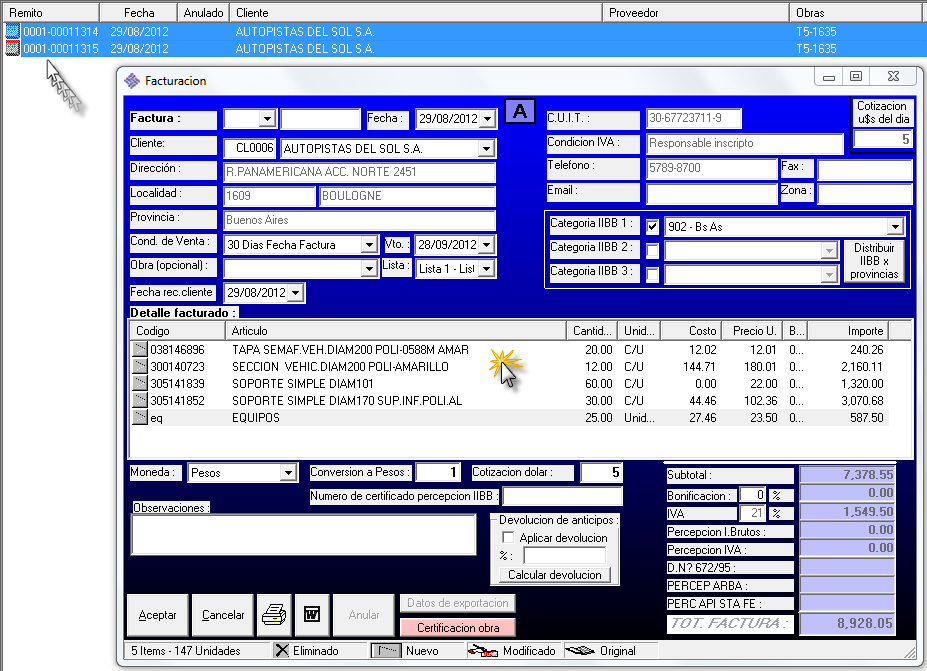 Remito Fecha Anulado Cliente Proveedor Obras
0001-00011314 29/08/2012 AUTOPISTAS DEL SOL S.A. T5-1635
0001-00011315 29/08/2012 AUTOPISTAS DEL SOL S.A. T5-1635
Facturacion
Factura :
Fecha : 29/08/2012
A
Cliente: CL0006 AUTOPISTAS DEL SOL S.A.
Dirección : R.PANAMERICANA ACC. NORTE 2451
Localidad : 1609 BOULOGNE
Provincia : Buenos Aires
Cond. de Venta : 30 Dias Fecha Factura Vto. : 28/09/2012
Obra (opcional) : Lista : Lista 1 - List
Fecha rec.cliente 29/08/2012
C.U.I.T. : 30-67723711-9
Condicion IVA : Responsable inscripto
Telefono : 5789-8700 Fax :
Email : Zona :
Cotizacion
u$s del dia
5
Categoria IIBB 1 : 902 - Bs As
Categoria IIBB 2 :
Categoria IIBB 3 :
Distribuir
IIBB x
provincias
Detalle facturado :
Codigo Articulo Cantid... Unid... Costo Precio U. B... Importe
038146896 TAPA SEMAF.VEH.DIAM200 POLI-0588M AMAR 20.00 C/U 12.02 12.01 0... 240.26
300140723 SECCION VEHIC.DIAM200 POLI-AMARILLO 12.00 C/U 144.71 180.01 0... 2,160.11
305141839 SOPORTE SIMPLE DIAM101 60.00 C/U 0.00 22.00 0... 1,320.00
305141852 SOPORTE SIMPLE DIAM170 SUP.INF.POLI.AL 30.00 C/U 44.46 102.36 0... 3,070.68
eq EQUIPOS 25.00 Unid... 27.46 23.50 0... 587.50
Moneda : Pesos Conversion a Pesos : 1 Cotizacion dolar : 5
Numero de certificado percepcion IIBB :
Observaciones :
Devolucion de anticipos :
Aplicar devolucion
% :
Calcular devolucion
Subtotal : 7,378.55
Bonificacion : 0 % 0.00
IVA 21 % 1,549.50
Percepcion I.Brutos : 0.00
Percepcion IVA : 0.00
D.N? 672/95 :
PERCEP ARBA :
PERC API STA FE :
TOT. FACTURA : 8,928.05
Aceptar Cancelar W Anular
Datos de exportacion
Certificacion obra
5 Items - 147 Unidades Eliminado Nuevo Modificado Original